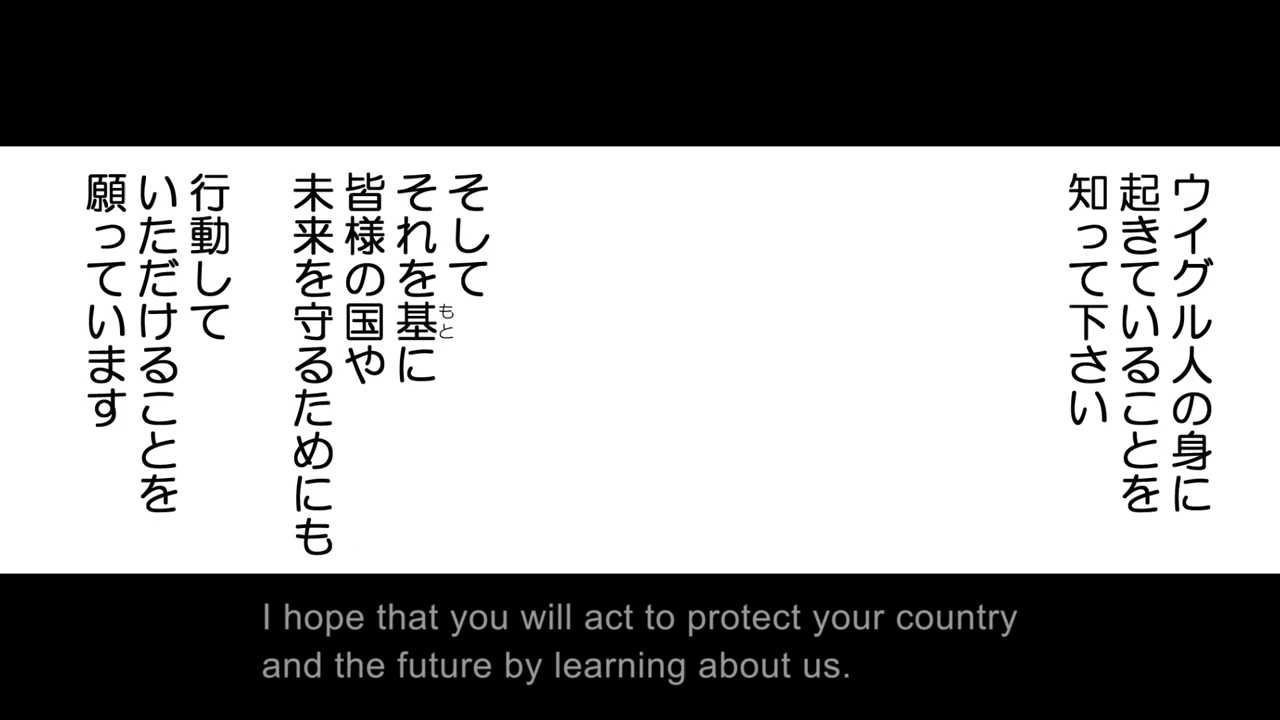 ウイグル人の身に
起きていることを
知って下さい
そして
それを基に
もと
皆様の国や
未来を守るためにも
行動して
いただけることを
願っています
I hope that you will act to protect your country
and the future by learning about us.